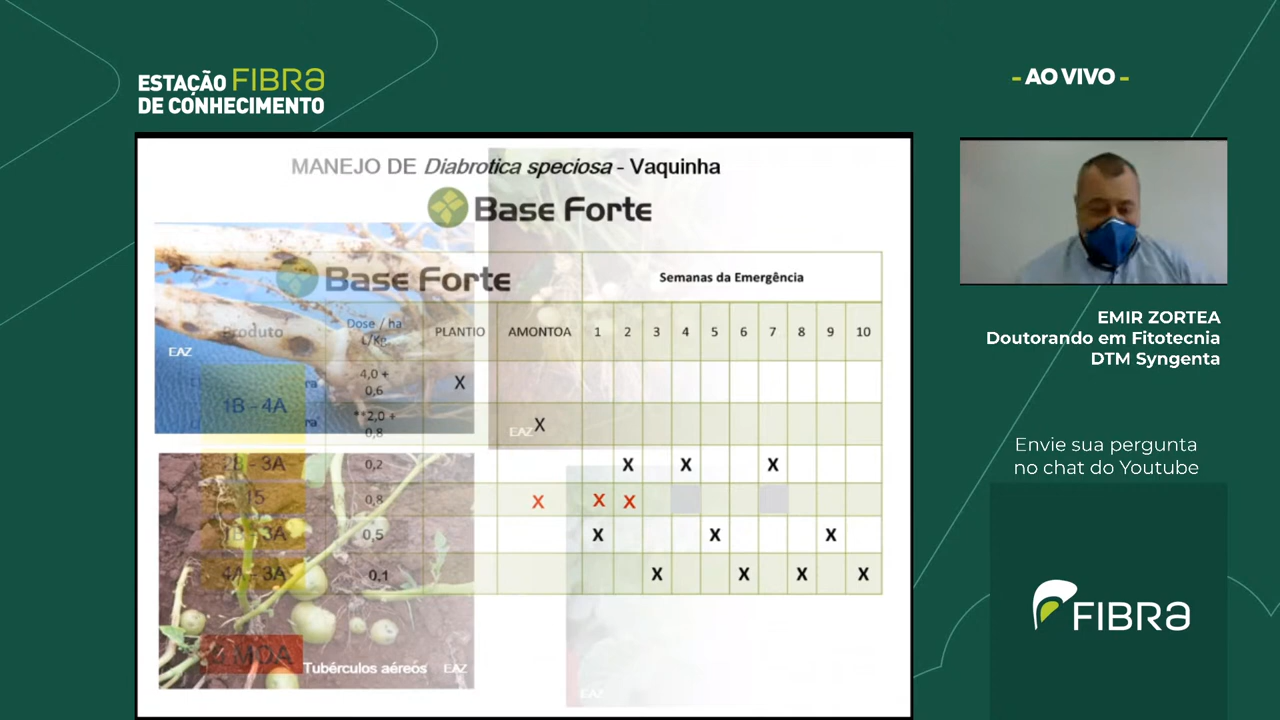 ESTAÇÃO FIBRA
DE CONHECIMENTO
- AO VIVO -
MANEJO DE Diabrotica speciosa - Vaquinha
Base Forte
Base Forte
Semanas da Emergência
Produto
Dose / ha
L/Kg
PLANTIO
AMONTOA
1 2 3 4 5 6 7 8 9 10
EAZ
1B - 4A
4,0 +
0,6
X
**2,0 +
0,8
X
EAZ
2B - 3A
0,2
X X X
15
0,8
X X X
1B - 3A
0,5
X X X
4A - 3A
0,1
X X X X
MOA
Tubérculos aéreos
EAZ
EAZ
EMIR ZORTEA
Doutorando em Fitotecnia
DTM Syngenta
Envie sua pergunta
no chat do Youtube
FIBRA